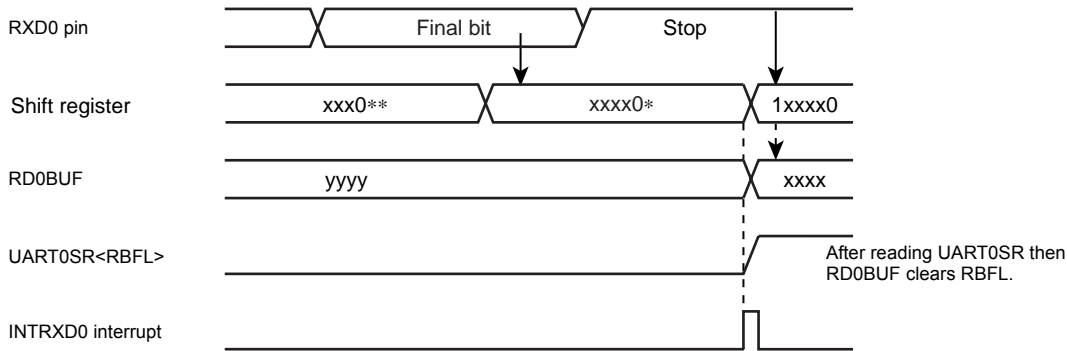 RXD0 pin
Final bit
Stop
Shift register
xxx0**
xxxx0*
1xxxx0
RD0BUF
yyyy
xxxx
UART0SR<RBFL>
After reading UART0SR then
RD0BUF clears RBFL.
INTRXD0 interrupt